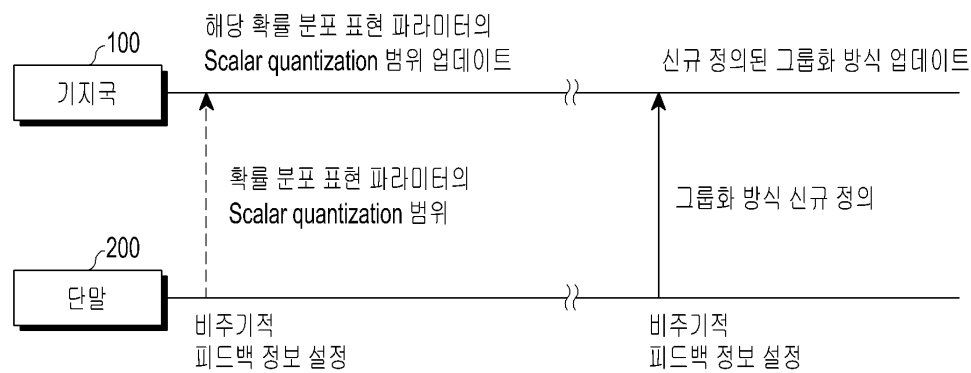 해당 확률 분포 표현 파라미터의
Scalar quantization 범위 업데이트
신규 정의된 그룹화 방식 업데이트
100
기지국
확률 분포 표현 파라미터의
Scalar quantization 범위
그룹화 방식 신규 정의
200
단말
비주기적
피드백 정보 설정
비주기적
피드백 정보 설정